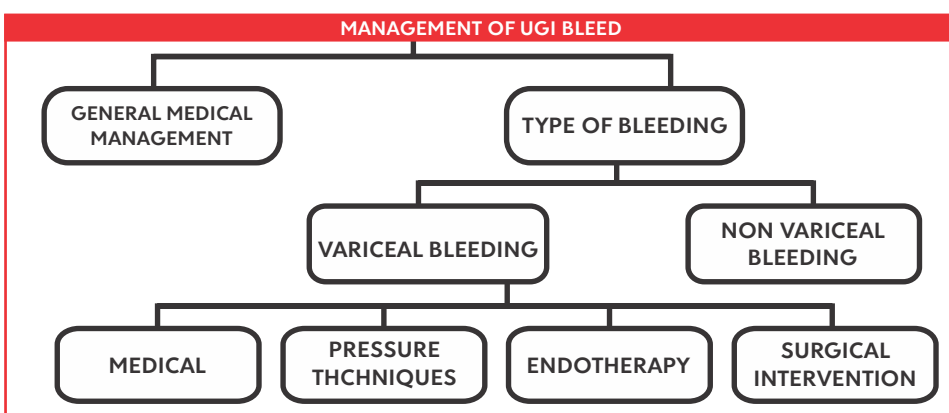 MANAGEMENT OF UGI BLEED
GENERAL MEDICAL
MANAGEMENT
TYPE OF BLEEDING
VARICEAL BLEEDING
NON VARICEAL
BLEEDING
MEDICAL
PRESSURE
THCHNIQUES
ENDOTHERAPY
SURGICAL
INTERVENTION